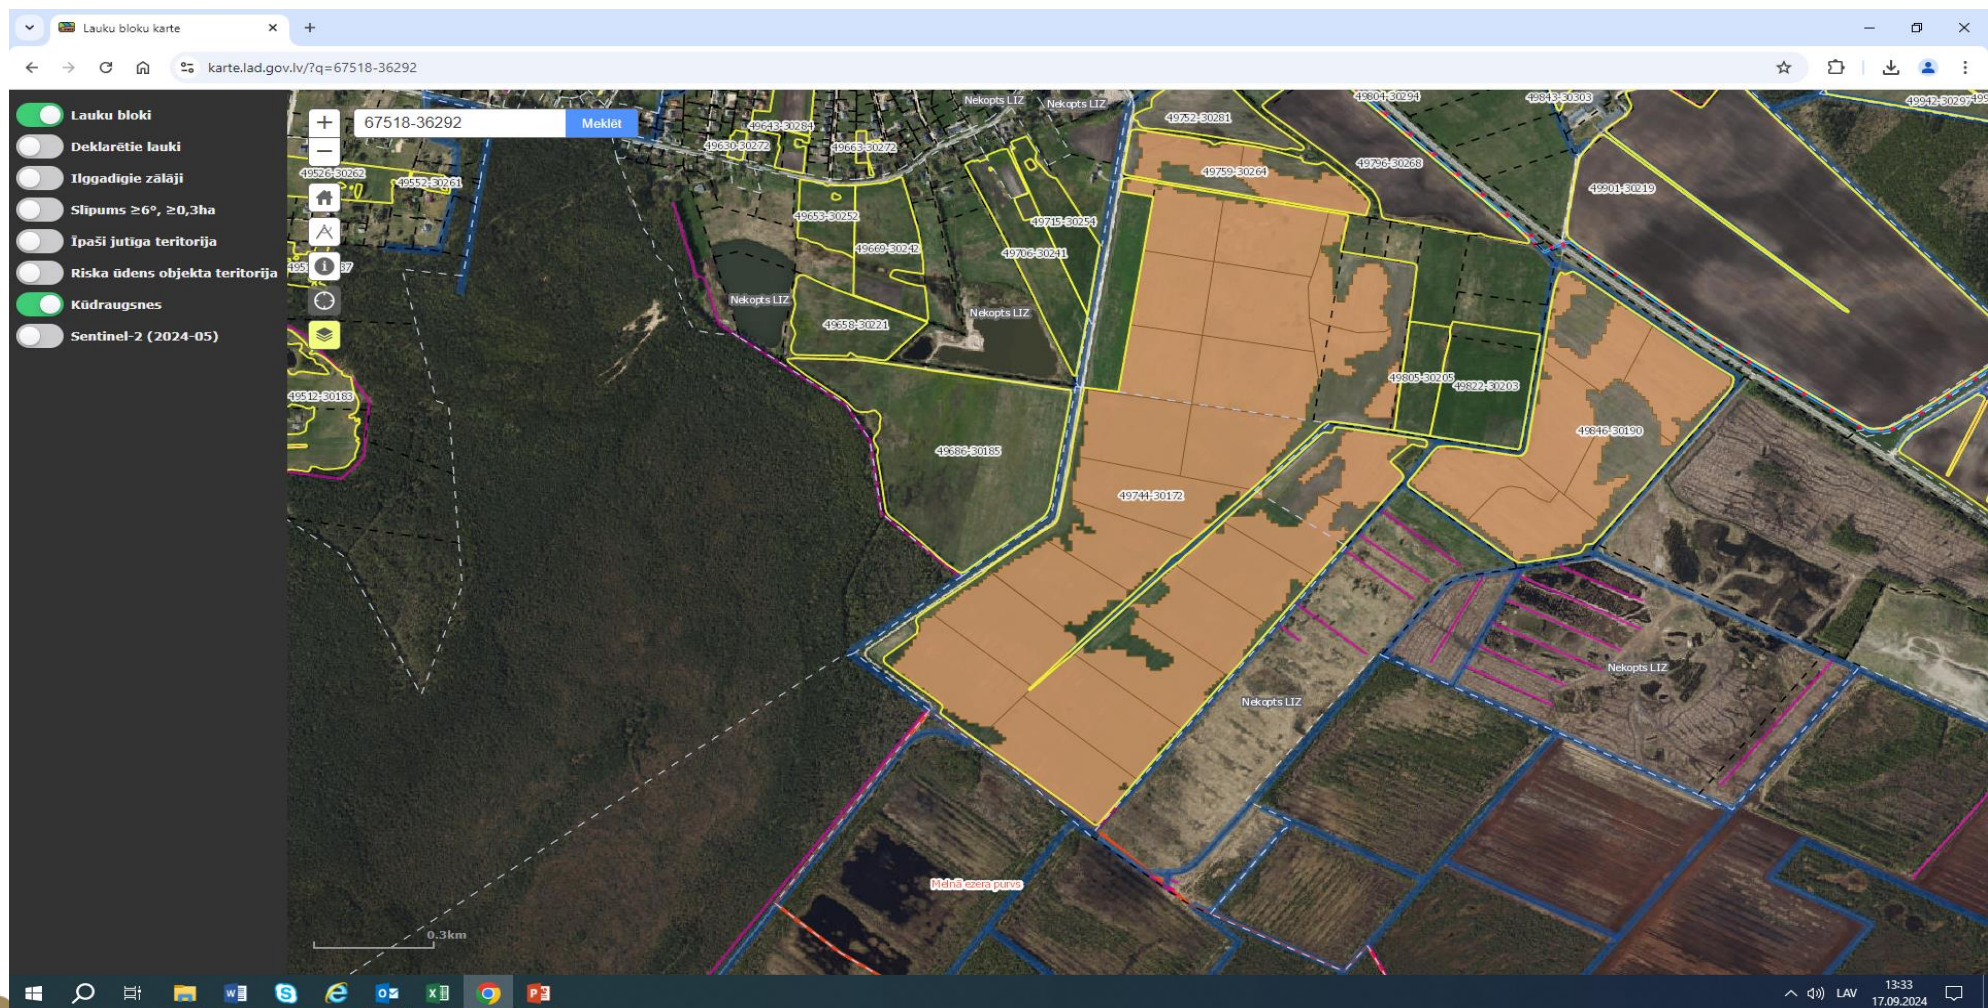 Lauku bloku karte
karte.lad.gov.lv/?q=67518-36292
Lauku bloki
Deklarētie lauki
Ilggadīgie zālāji
Slīpums ≥6°, ≥0,3ha
Īpaši jutīga teritorija
Riska ūdens objekta teritorija
Kūdraugsnes
Sentinel-2 (2024-05)
67518-36292
Meklēt
Nekopts LIZ
Nekopts LIZ
49804-30294
49843-30303
49942-30297
49752-30281
49643-30284
49630-30272
49663-30272
49526-30262
49552-30261
49759-30264
49796-30268
49901-30219
49653-30252
49715-30254
49669-30242
49706-30241
Nekopts LIZ
Nekopts LIZ
49658-30221
49805-30205
49822-30203
49512-30183
49846-30190
49686-30185
49744-30172
Nekopts LIZ
Nekopts LIZ
Melnā ezera purvs
0.3km
LAV
13:33
17.09.2024